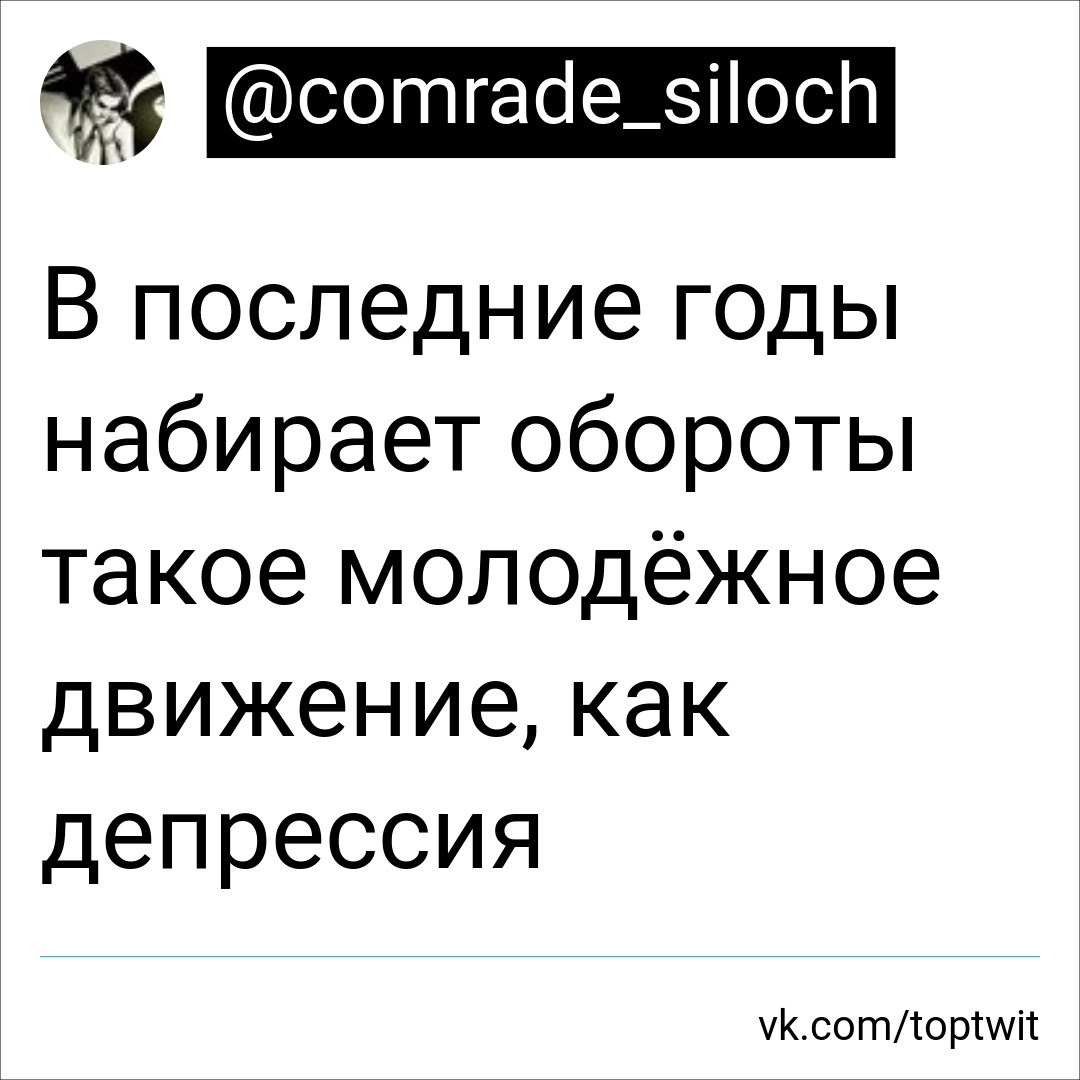 @comrade_siloch
В последние годы
набирает обороты
такое молодёжное
движение, как
депрессия
vk.com/toptwit